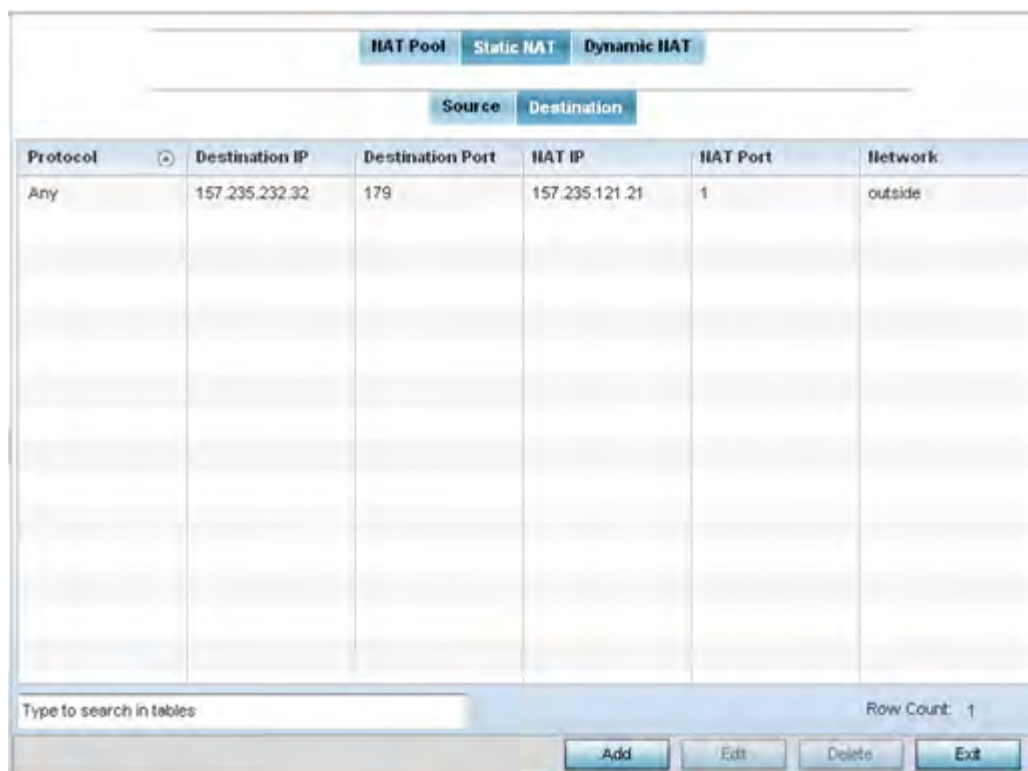 NAT Pool Static NAT Dynamic NAT
Source Destination
Protocol Destination IP Destination Port NAT IP NAT Port Network
Any 157.235.232.32 179 157.235.121.21 1 outside
Type to search in tables Row Count: 1
Add Edit Delete Exit